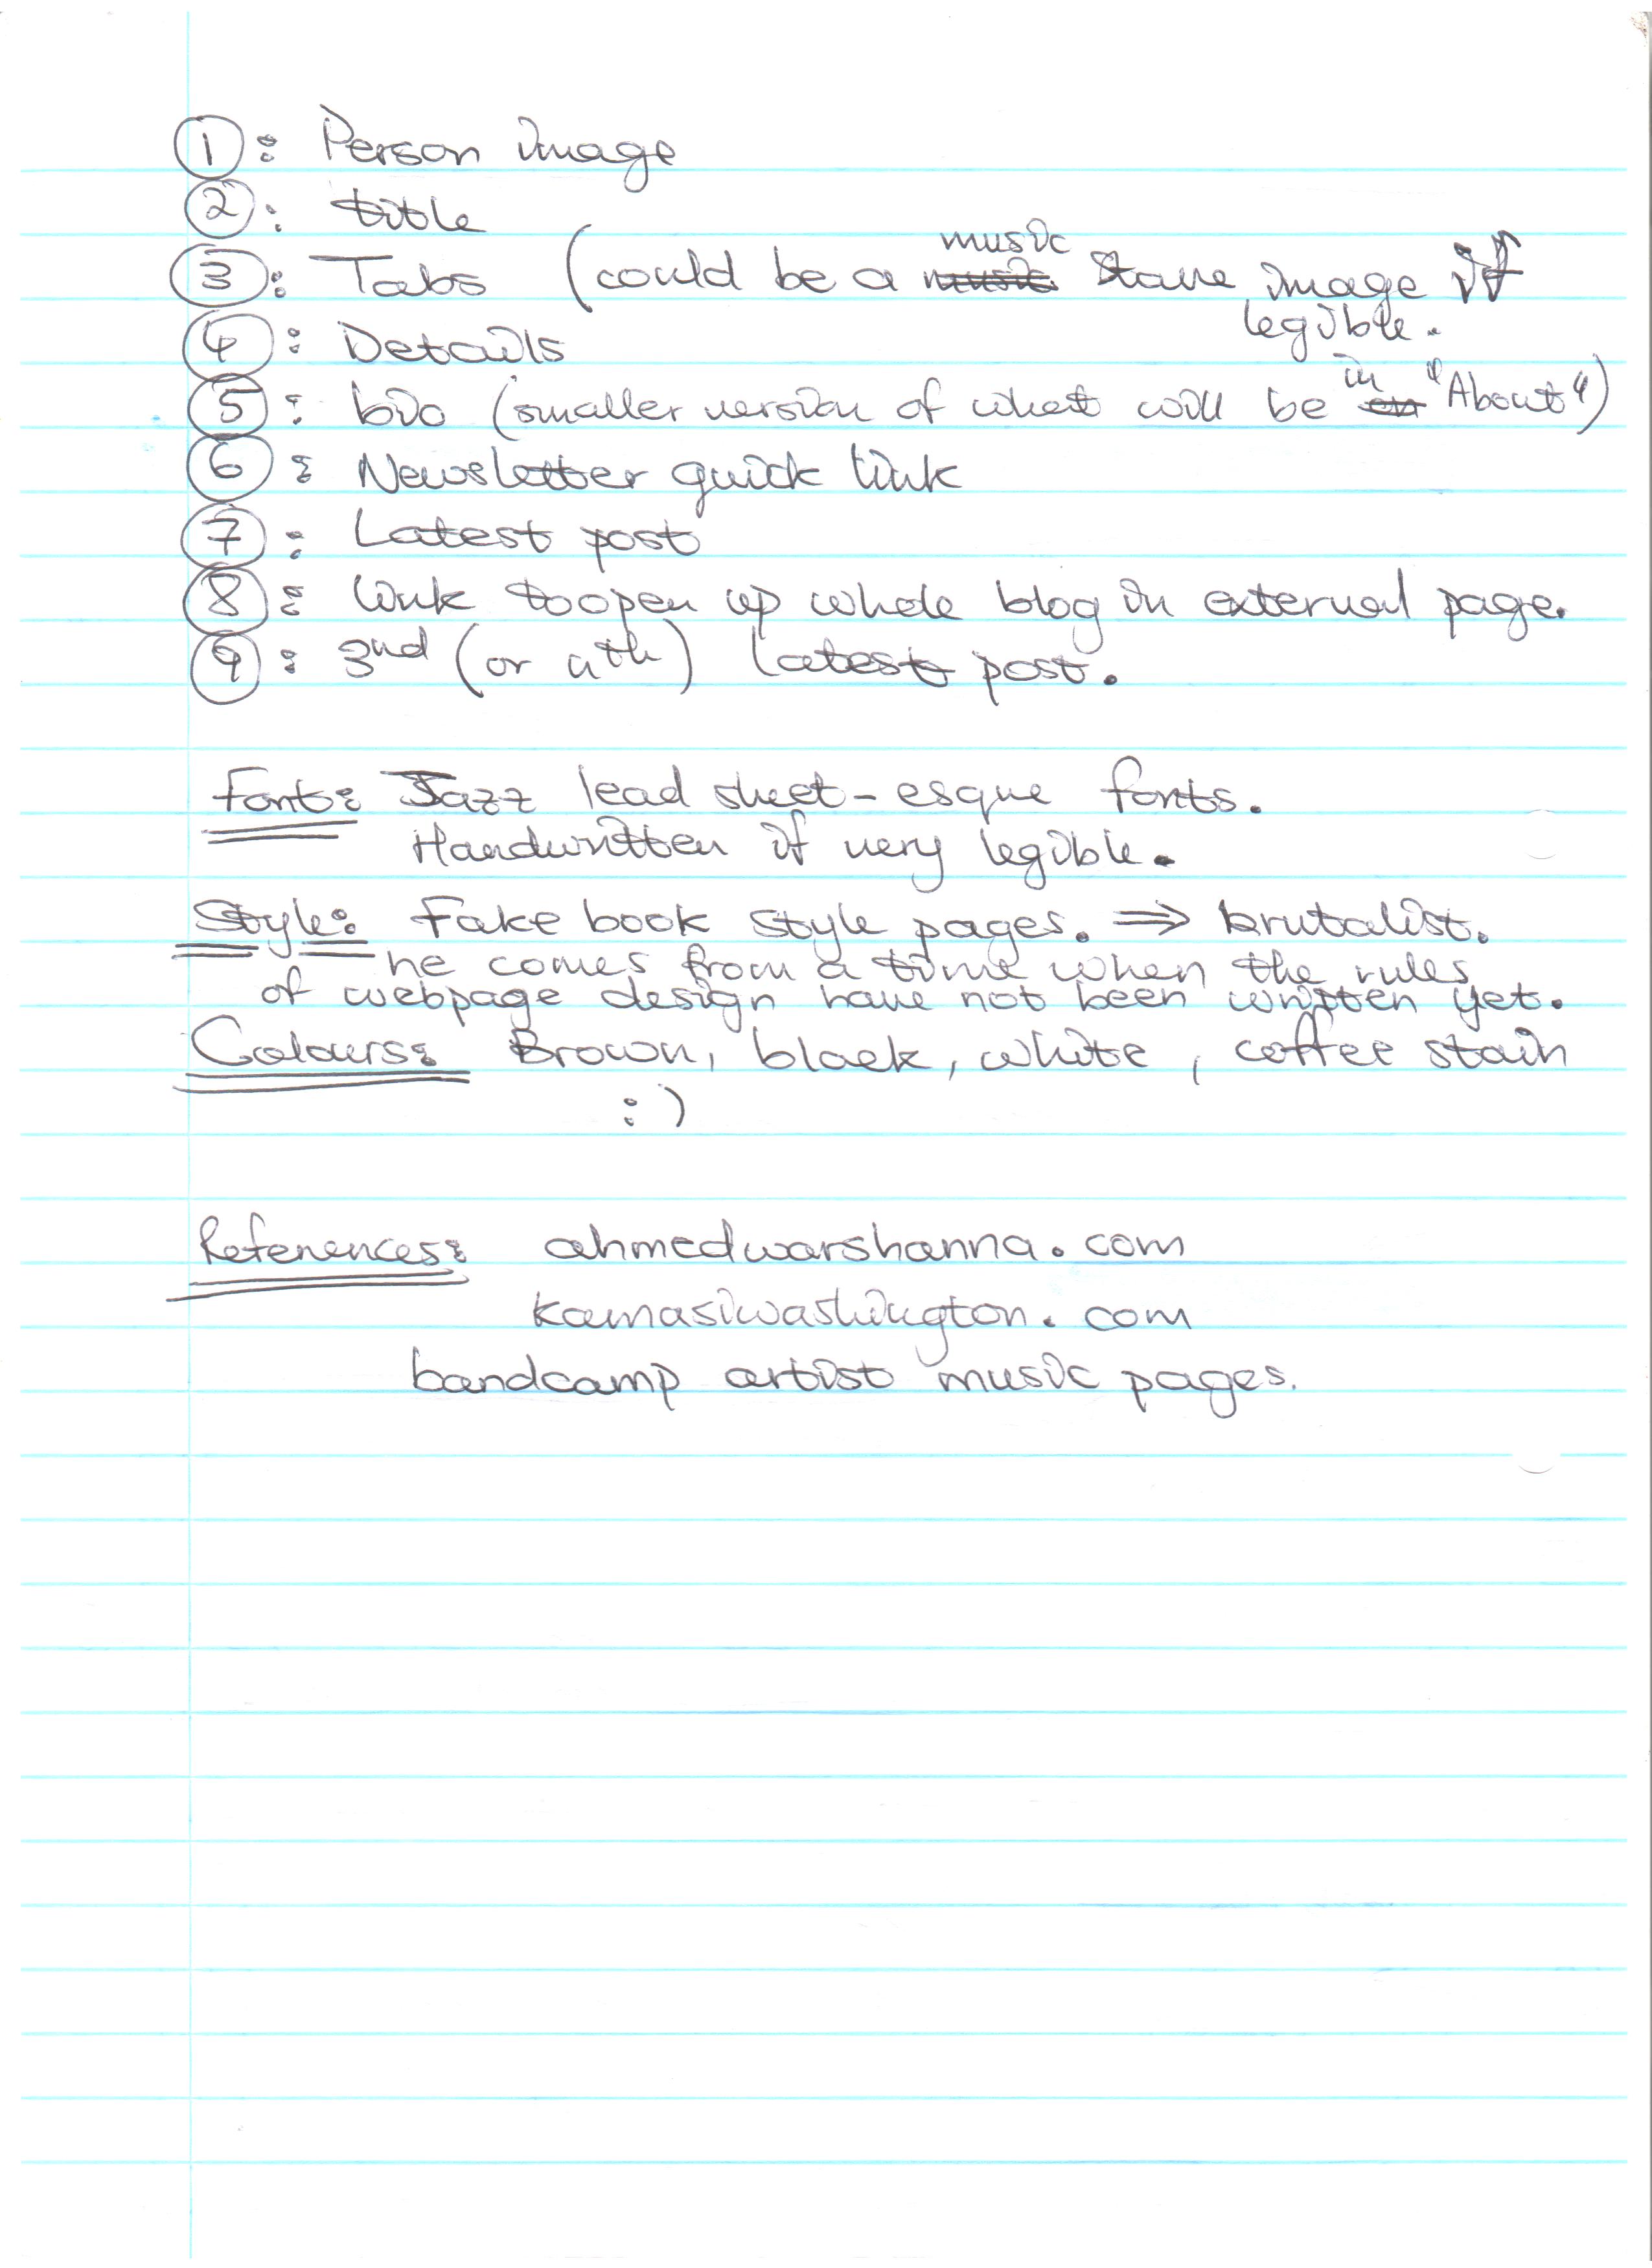 1 : Person image
2 : title
3 : Tabs (could be a music stave image if
legible.
4 : Details
5 : bio (smaller version of what will be in "About")
6 : Newsletter quick link
7 : Latest post
8 : link to open up whole blog in external page.
9 : 3nd (or nth) latest post.
Font: Jazz lead sheet-esque fonts.
Handwritten if very legible.
Style: Fake book style pages. ⇒ brutalist.
he comes from a time when the rules
of webpage design have not been written yet.
Colours: Brown, black, white, coffee stain
:)
References: ahmedwarshanna.com
kamasiwashington.com
bandcamp artist music pages.